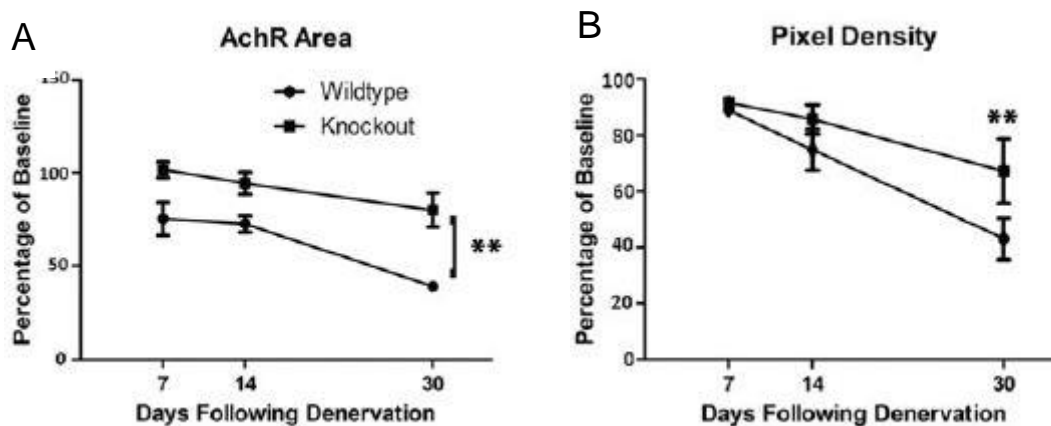 A
AchR Area
150
100
50
0
Percentage of Baseline
Wildtype
Knockout
**
7 14 30
Days Following Denervation
B
Pixel Density
100
80
60
40
20
0
Percentage of Baseline
**
7 14 30
Days Following Denervation